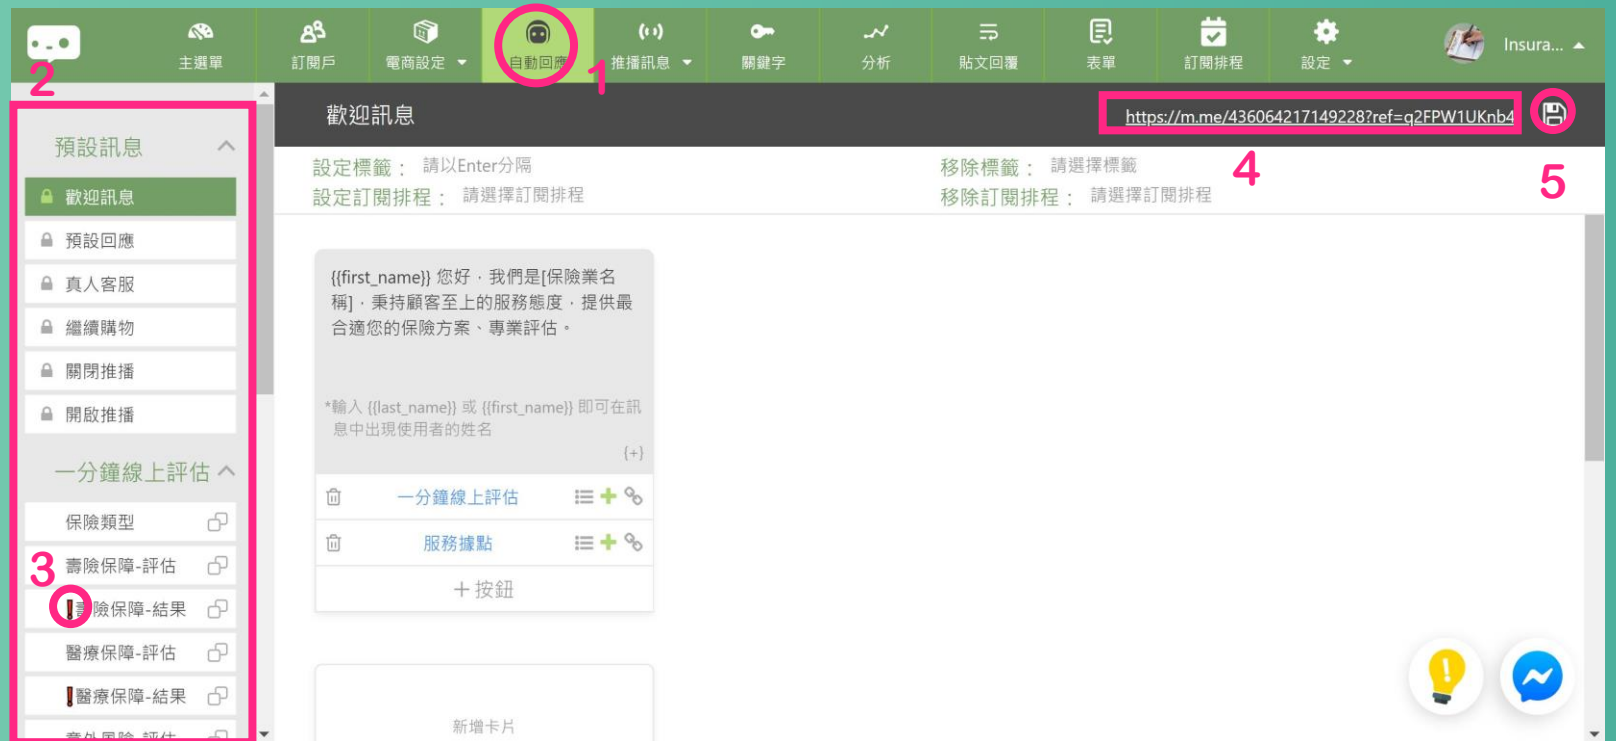 主選單
訂閱戶
電商設定
自動回應
推播訊息
關鍵字
分析
貼文回覆
表單
訂閱排程
設定
Insura...
1
2
預設訊息
歡迎訊息
預設回應
真人客服
繼續購物
關閉推播
開啟推播
一分鐘線上評估
保險類型
壽險保障-評估
3
壽險保障-結果
醫療保障-評估
醫療保障-結果
意外風險-評估
歡迎訊息
https://m.me/436064217149228?ref=q2FPW1UKnb4
4
5
設定標籤： 請以Enter分隔
移除標籤： 請選擇標籤
設定訂閱排程： 請選擇訂閱排程
移除訂閱排程： 請選擇訂閱排程
{{first_name}} 您好，我們是[保險業名
稱]，秉持顧客至上的服務態度，提供最
合適您的保險方案、專業評估。
*輸入 {{last_name}} 或 {{first_name}} 即可在訊
息中出現使用者的姓名
{+}
一分鐘線上評估
服務據點
＋按鈕
新增卡片